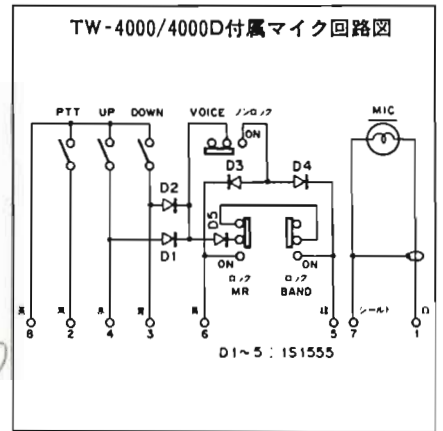 TW-4000/4000D付属マイク回路図
PTT UP DOWN VOICE ノンロック MIC
ON
D3 D4
D2
D5
D1
ON ロック MR
ON ロック BAND
シールド
8 2 4 3 6 5 7 1
D1~5:1S1555